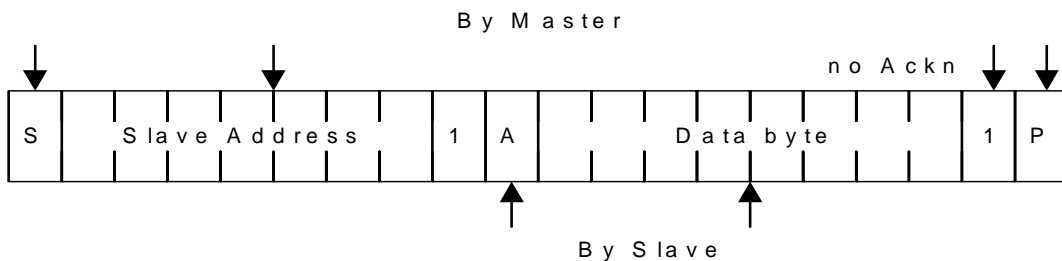 By Master
no Ackn
S Slave Address 1 A Data byte 1 P
By Slave